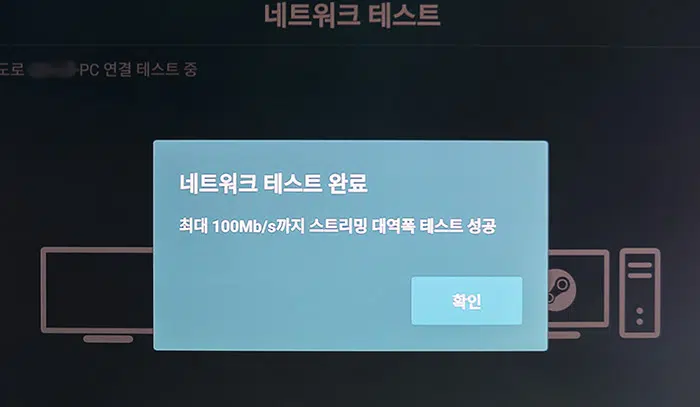 네트워크 테스트
도로 -PC 연결 테스트 중
네트워크 테스트 완료
최대 100Mb/s까지 스트리밍 대역폭 테스트 성공
확인